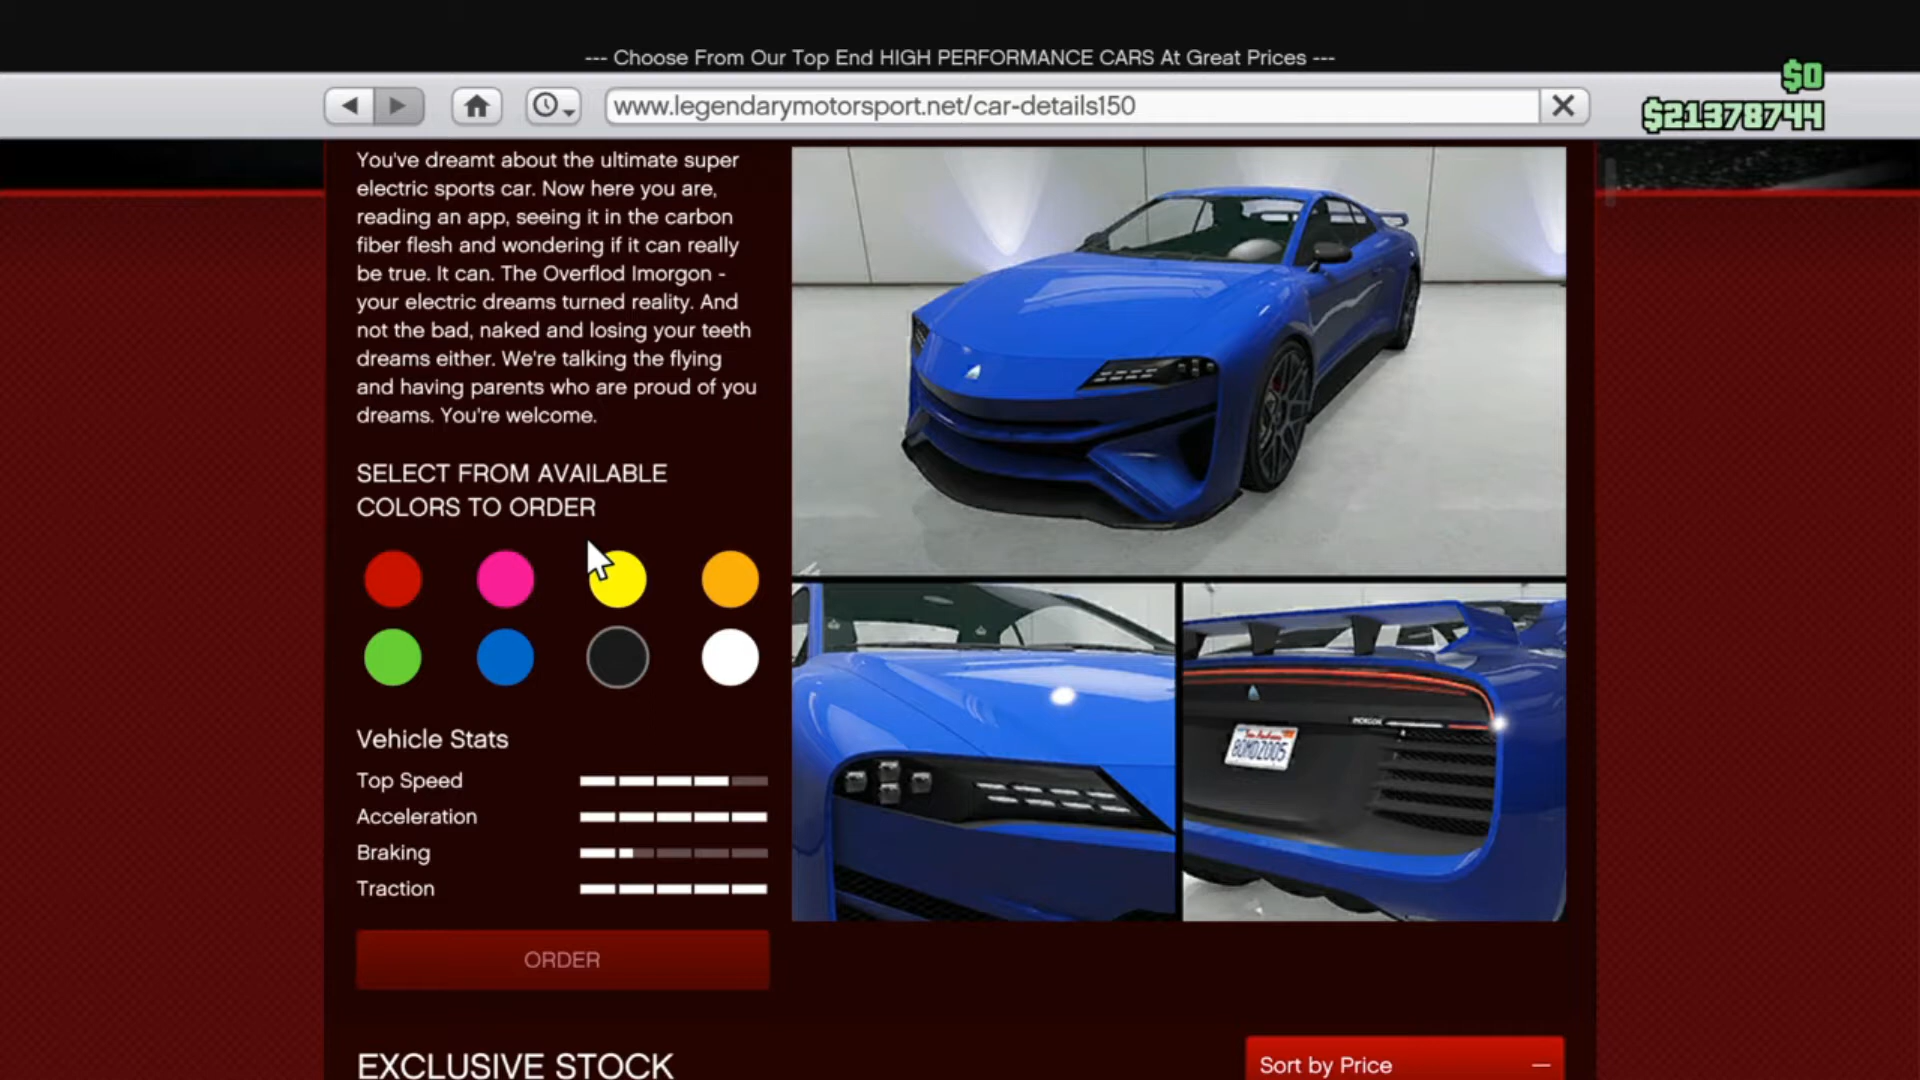 --- Choose From Our Top End HIGH PERFORMANCE CARS At Great Prices ---
$0
www.legendarymotorsport.net/car-details150
$21378744
You've dreamt about the ultimate super
electric sports car. Now here you are,
reading an app, seeing it in the carbon
fiber flesh and wondering if it can really
be true. It can. The Overflod Imorgon -
your electric dreams turned reality. And
not the bad, naked and losing your teeth
dreams either. We're talking the flying
and having parents who are proud of you
dreams. You're welcome.
SELECT FROM AVAILABLE
COLORS TO ORDER
Vehicle Stats
Top Speed
Acceleration
Braking
Traction
ORDER
EXCLUSIVE STOCK
Sort by Price